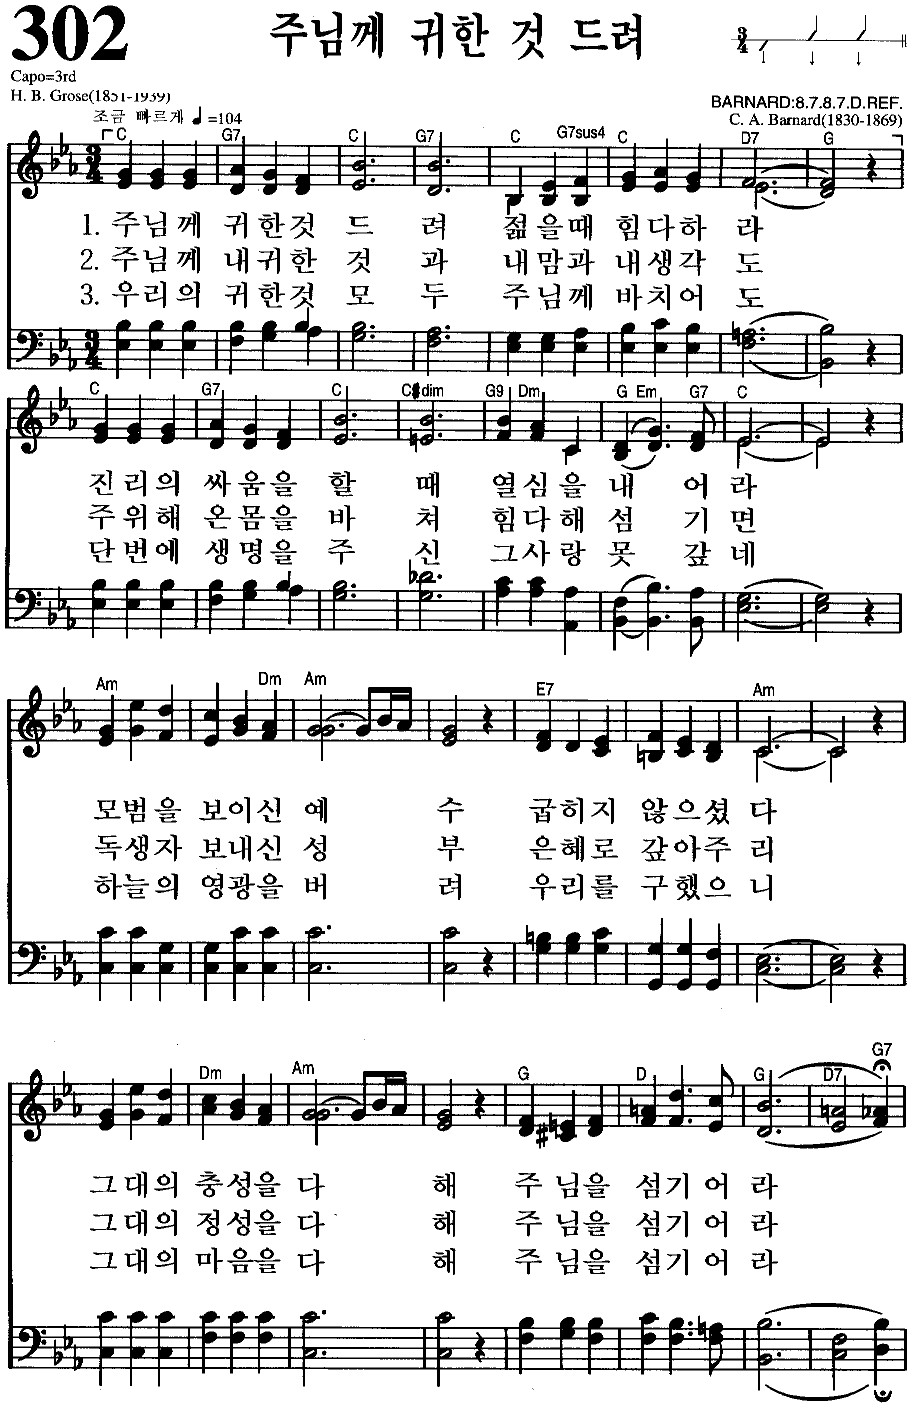 302
주님께 귀한 것 드려
3/4
Capo=3rd
H. B. Grose(1851-1939)
조금 빠르게 ♩=104
BARNARD:8.7.8.7.D.REF.
C. A. Barnard(1830-1869)
C G7 C G7 C G7sus4 C D7 G
1. 주님께 귀한것 드려 젊을때 힘다하라
2. 주님께 내귀한 것과 내맘과 내생각도
3. 우리의 귀한것 모두 주님께 바치어도
C G7 C C#dim G9 Dm G Em G7 C
진리의 싸움을 할때 열심을 내어라
주위해 온몸을 바쳐 힘다해 섬기면
단번에 생명을 주신 그사랑 못갚네
Am Dm Am E7 Am
모범을 보이신 예수 굽히지 않으셨다
독생자 보내신 성부 은혜로 갚아주리
하늘의 영광을 버려 우리를 구했으니
Dm Am G D G D7 G7
그대의 충성을 다해 주님을 섬기어라
그대의 정성을 다해 주님을 섬기어라
그대의 마음을 다해 주님을 섬기어라